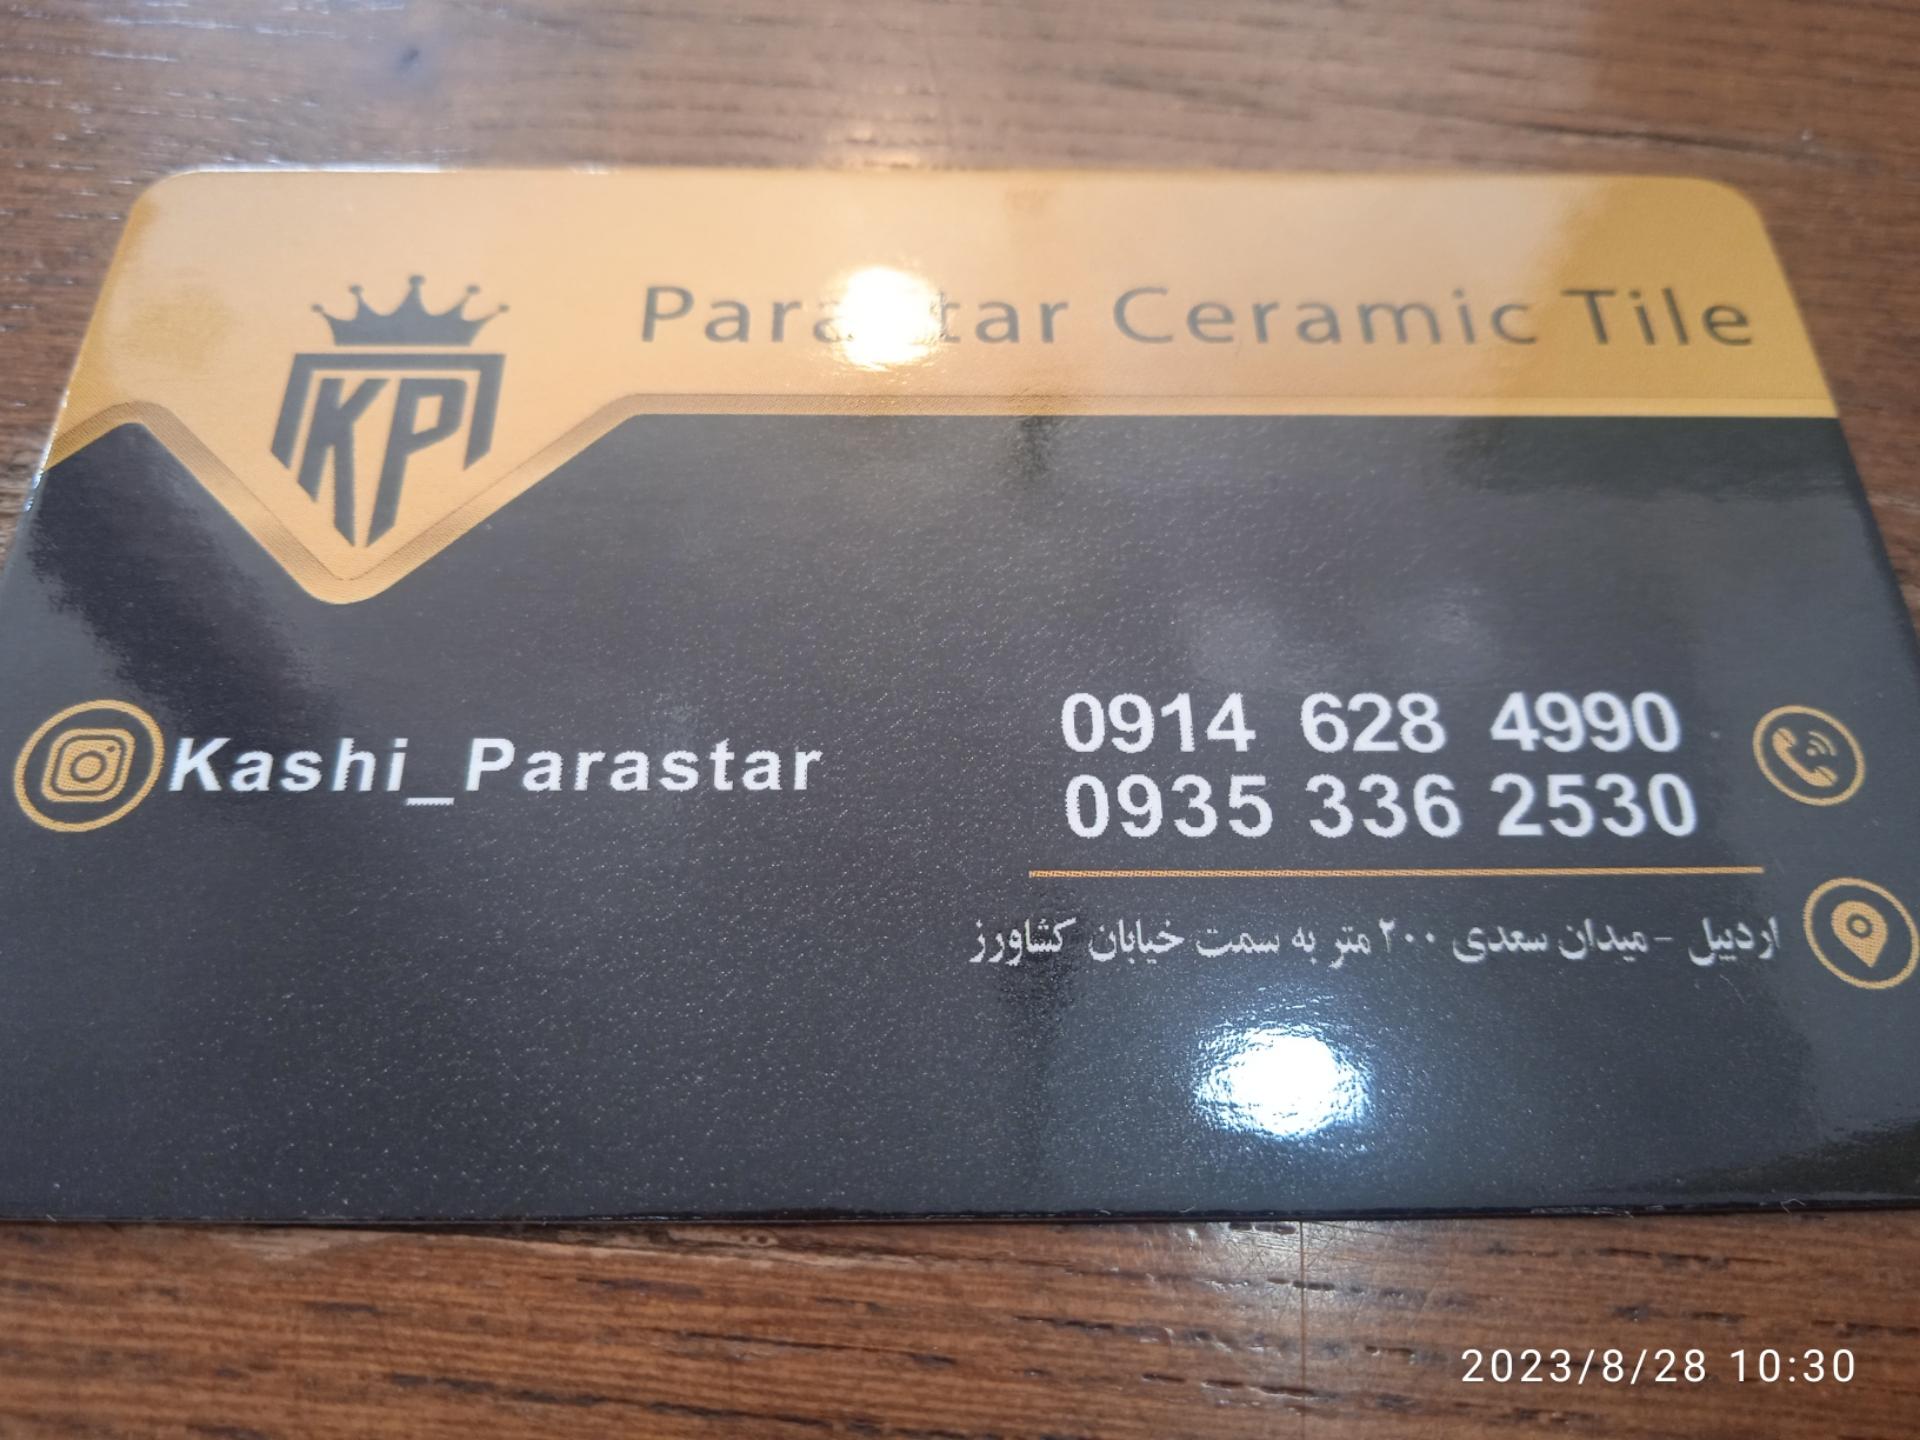 Parastar Ceramic Tile
KP
Kashi_Parastar
0914 628 4990
0935 336 2530
اردبیل - میدان سعدی ۲۰۰ متر به سمت خیابان کشاورز
2023/8/28 10:30